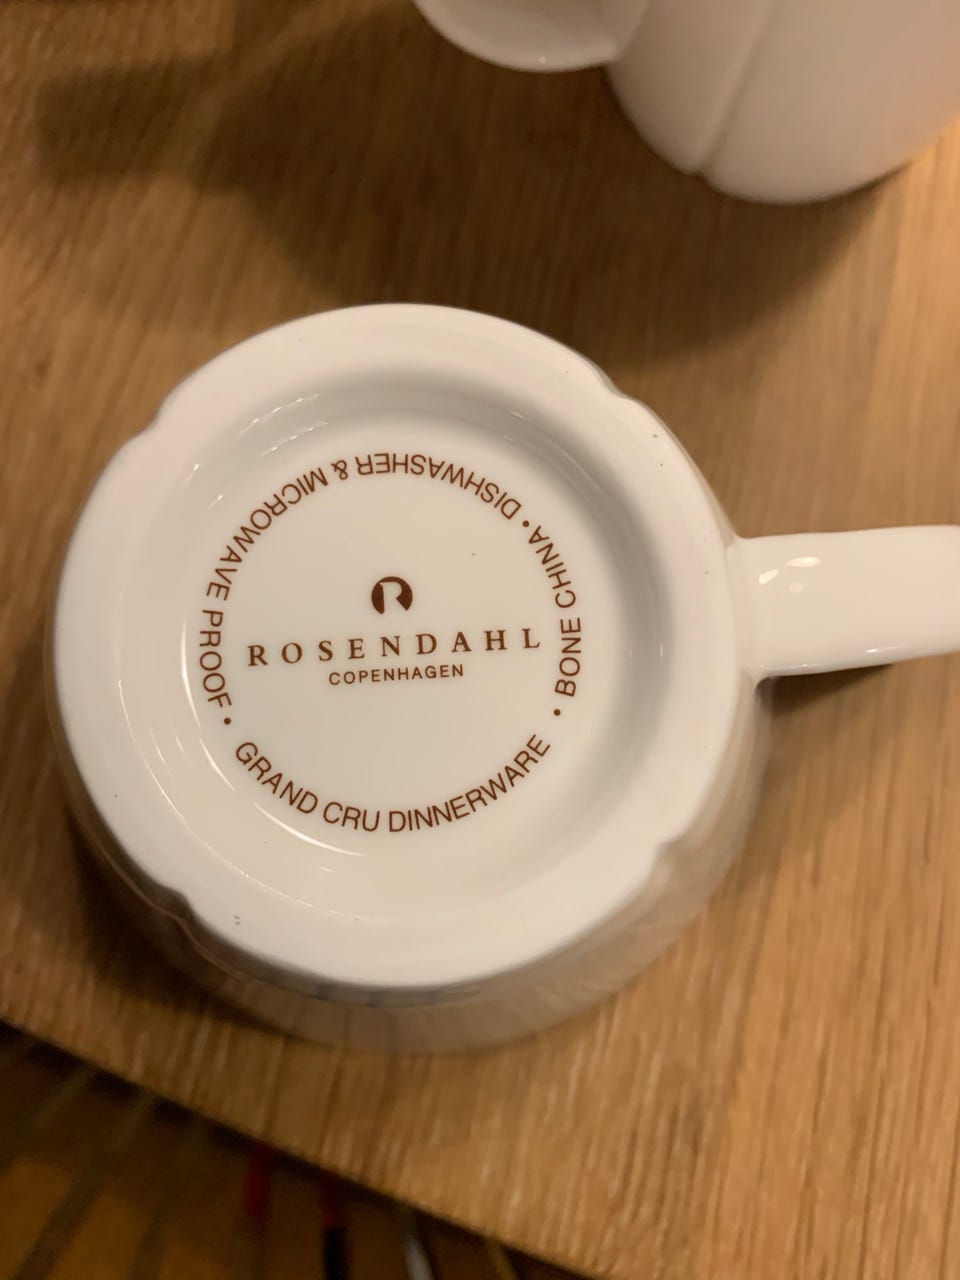 ROSENDAHL
COPENHAGEN
GRAND CRU DINNERWARE • BONE CHINA • DISHWASHER & MICROWAVE PROOF •